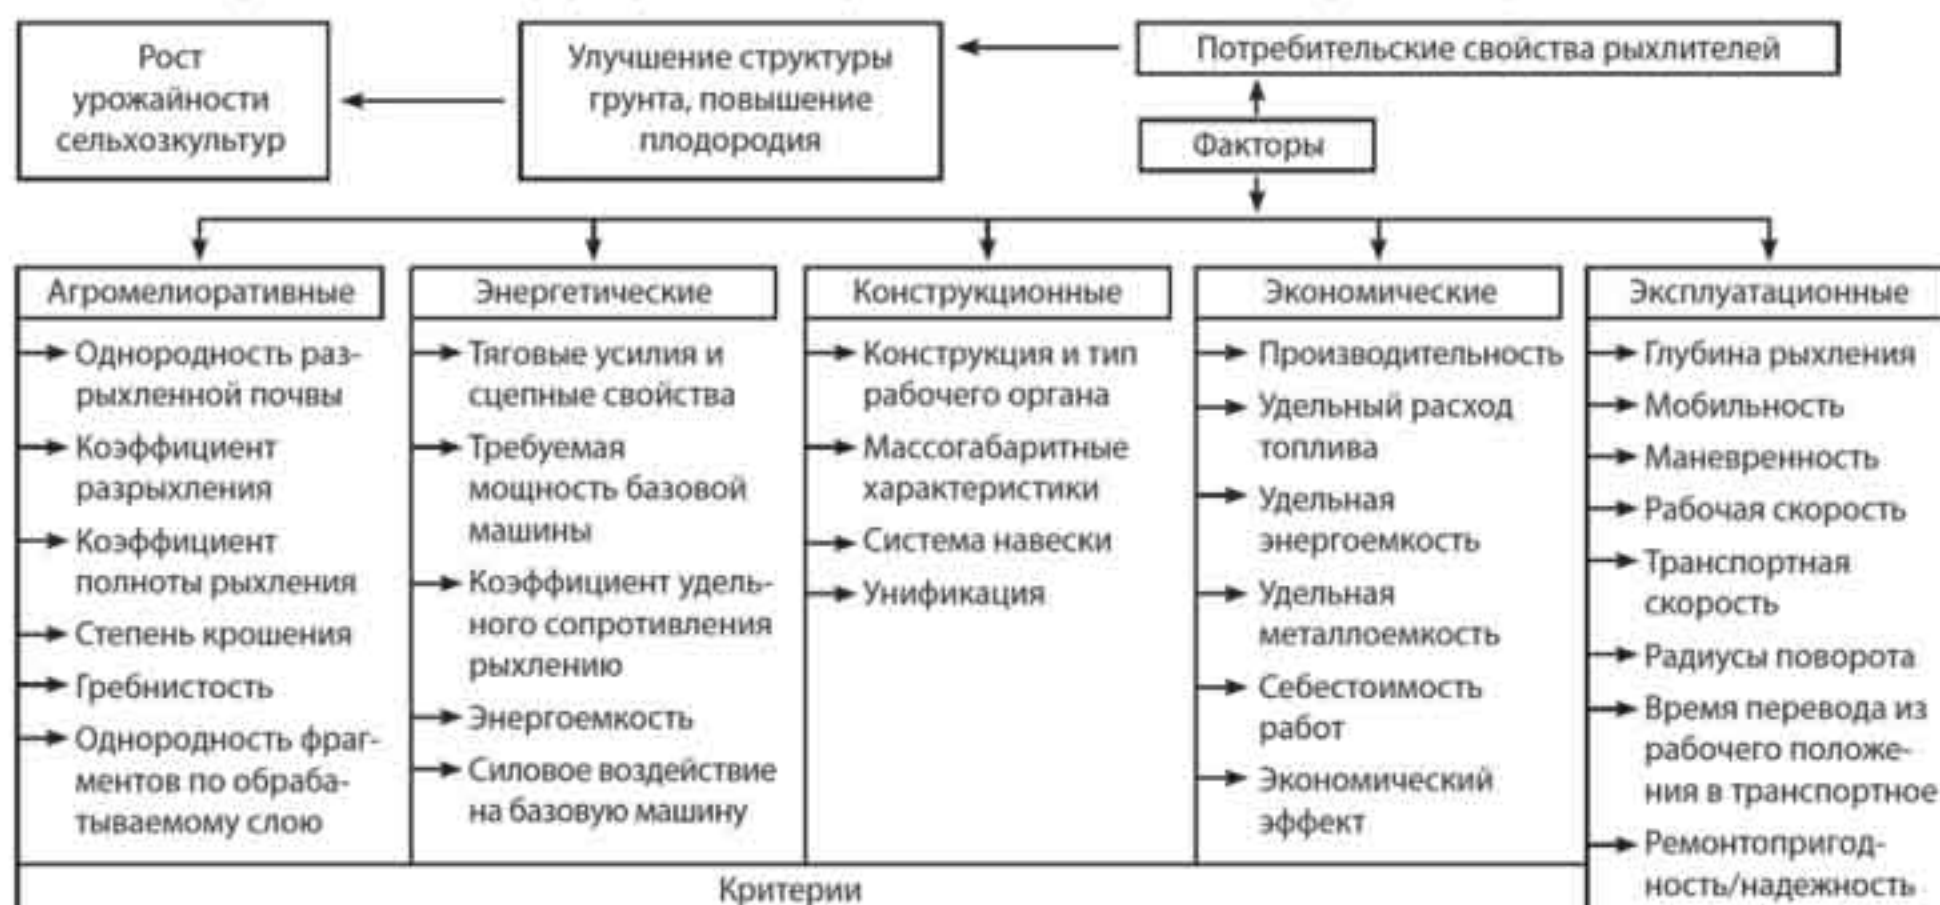 Рост
урожайности
сельхозкультур
Улучшение структуры
грунта, повышение
плодородия
Потребительские свойства рыхлителей
Факторы
Агромелиоративные
Однородность раз-
рыхленной почвы
Коэффициент
разрыхления
Коэффициент
полноты рыхления
Степень крошения
Гребнистость
Однородность фраг-
ментов по обраба-
тываемому слою
Энергетические
Тяговые усилия и
сцепные свойства
Требуемая
мощность базовой
машины
Коэффициент удель-
ного сопротивления
рыхлению
Энергоемкость
Силовое воздействие
на базовую машину
Конструкционные
Конструкция и тип
рабочего органа
Массогабаритные
характеристики
Система навески
Унификация
Экономические
Производительность
Удельный расход
топлива
Удельная
энергоемкость
Удельная
металлоемкость
Себестоимость
работ
Экономический
эффект
Эксплуатационные
Глубина рыхления
Мобильность
Маневренность
Рабочая скорость
Транспортная
скорость
Радиусы поворота
Время перевода из
рабочего положе-
ния в транспортное
Ремонтопригод-
ность/надежность
Критерии